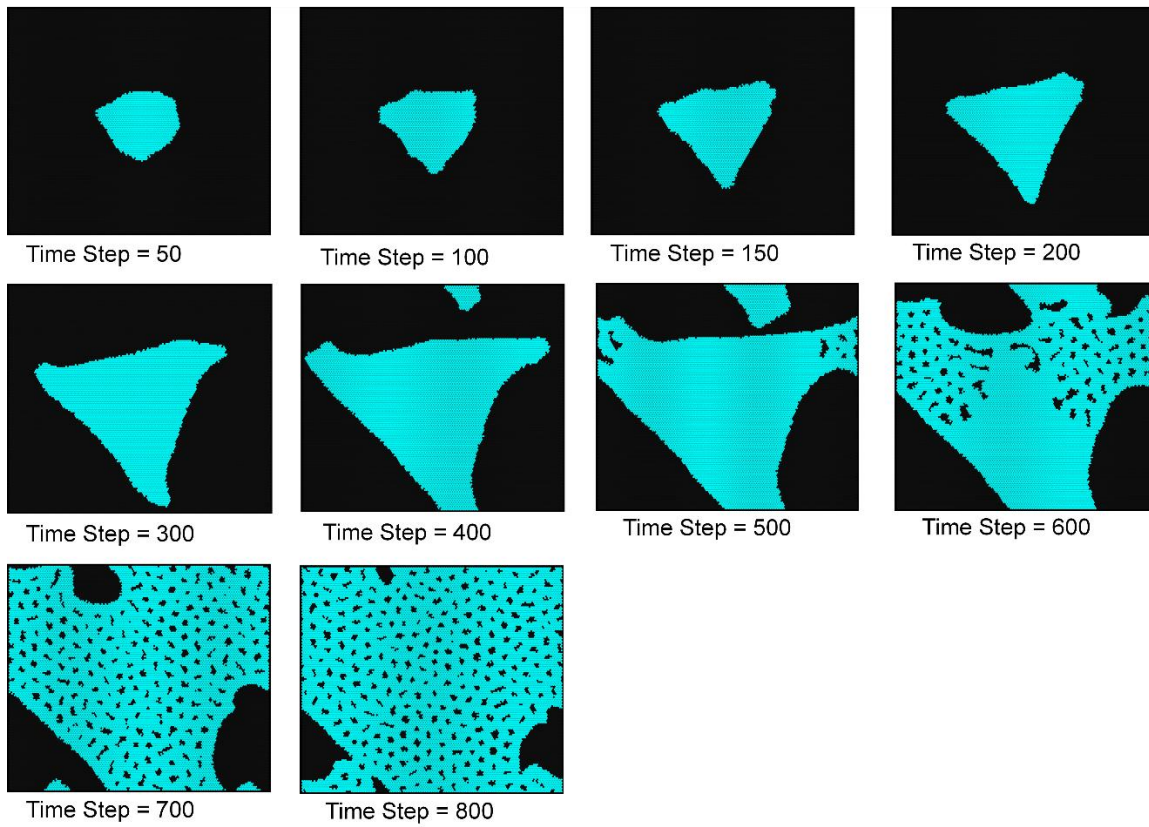 Time Step = 50
Time Step = 100
Time Step = 150
Time Step = 200
Time Step = 300
Time Step = 400
Time Step = 500
Time Step = 600
Time Step = 700
Time Step = 800